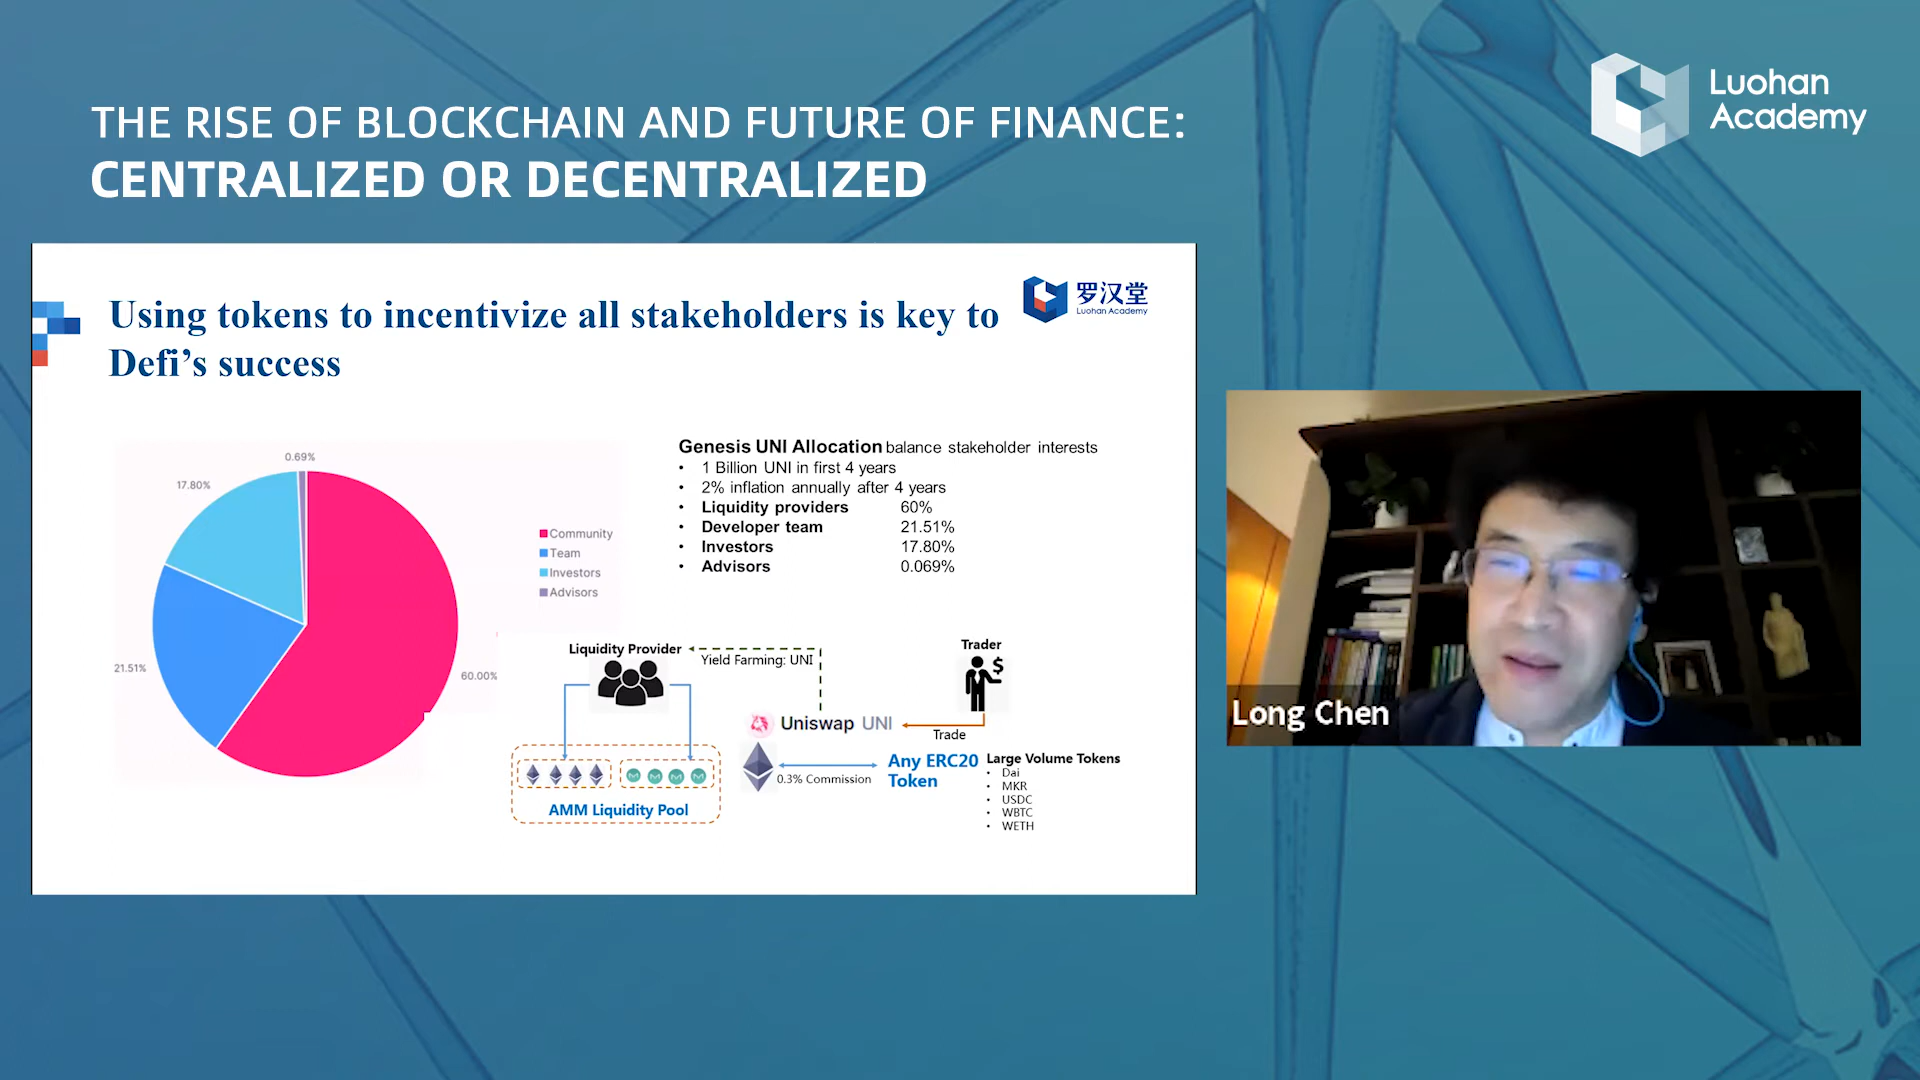 THE RISE OF BLOCKCHAIN AND FUTURE OF FINANCE:
CENTRALIZED OR DECENTRALIZED
Luohan
Academy
Using tokens to incentivize all stakeholders is key to
Defi’s success
罗汉堂
Luohan Academy
0.69%
17.80%
21.51%
60.00%
Community
Team
Investors
Advisors
Genesis UNI Allocation balance stakeholder interests
• 1 Billion UNI in first 4 years
• 2% inflation annually after 4 years
• Liquidity providers 60%
• Developer team 21.51%
• Investors 17.80%
• Advisors 0.069%
Liquidity Provider
Yield Farming: UNI
Trader
$
Uniswap UNI
Trade
AMM Liquidity Pool
0.3% Commission
Any ERC20
Token
Large Volume Tokens
• Dai
• MKR
• USDC
• WBTC
• WETH
Long Chen